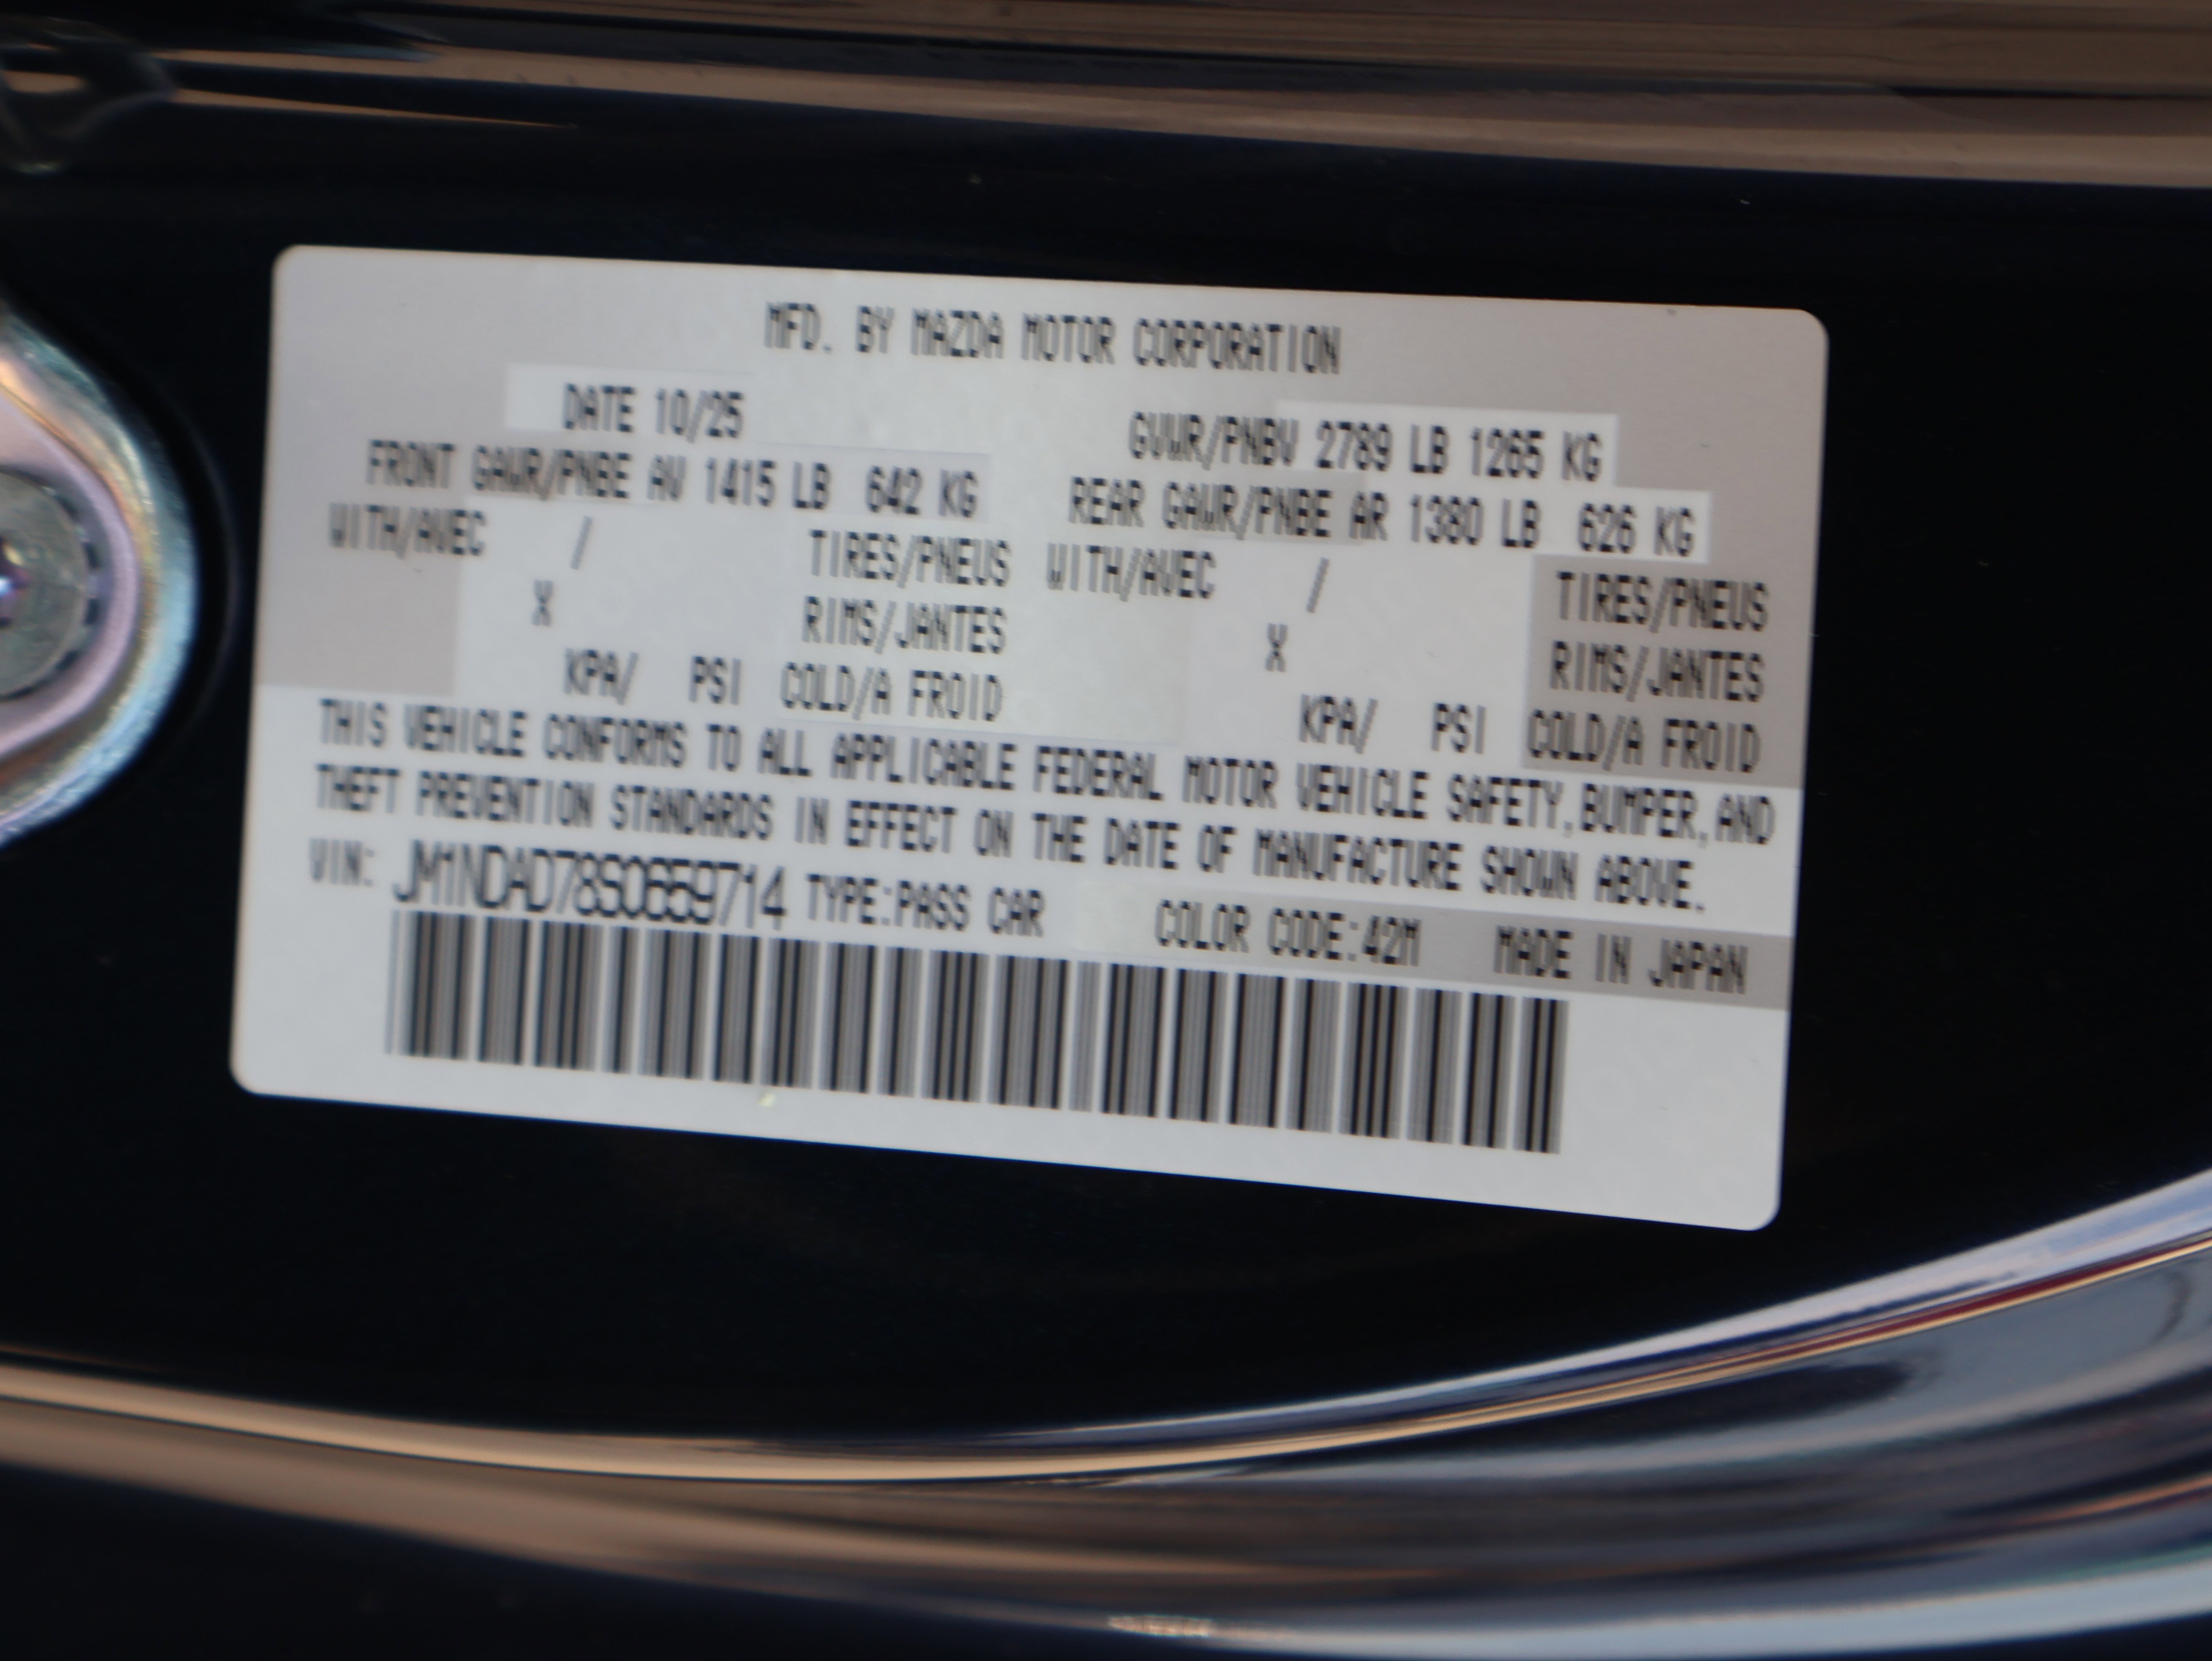 MFD. BY MAZDA MOTOR CORPORATION
DATE 10/25 GVWR/PNBV 2789 LB 1265 KG
FRONT GAWR/PNBE AV 1415 LB 642 KG REAR GAWR/PNBE AR 1380 LB 626 KG
WITH/AVEC / TIRES/PNEUS WITH/AVEC / TIRES/PNEUS
X RIMS/JANTES X RIMS/JANTES
KPA/ PSI COLD/A FROID KPA/ PSI COLD/A FROID
THIS VEHICLE CONFORMS TO ALL APPLICABLE FEDERAL MOTOR VEHICLE SAFETY,BUMPER,AND
THEFT PREVENTION STANDARDS IN EFFECT ON THE DATE OF MANUFACTURE SHOWN ABOVE.
VIN: JM1NDAD78S0659714 TYPE:PASS CAR COLOR CODE:42M MADE IN JAPAN